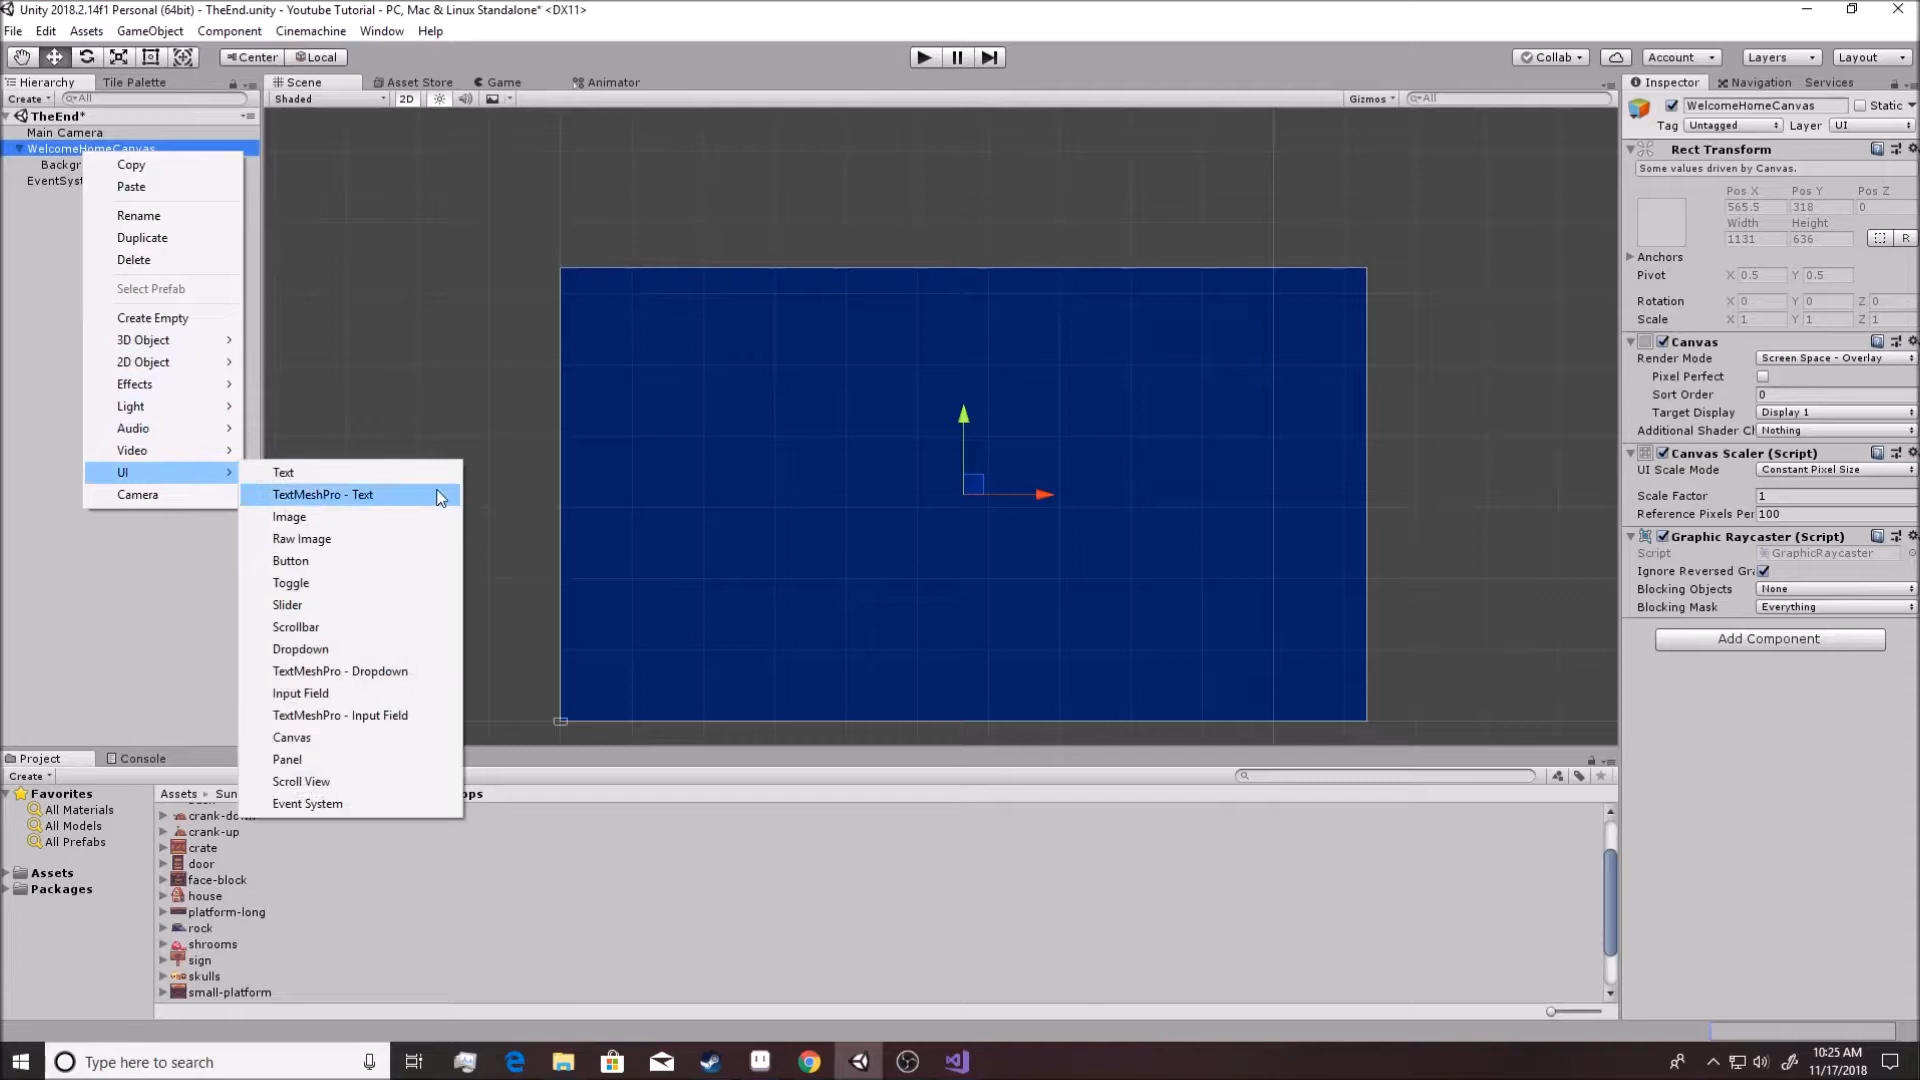 Unity 2018.2.14f1 Personal (64bit) - TheEnd.unity - Youtube Tutorial - PC, Mac & Linux Standalone* <DX11>
File Edit Assets GameObject Component Cinemachine Window Help
Center Local Collab Account Layers Layout
Hierarchy Tile Palette Scene Asset Store Game Animator Inspector Navigation Services
Create All Shaded 2D Gizmos All
TheEnd*
Main Camera
WelcomeHomeCanvas
Backgr
EventSyst
Copy
Paste
Rename
Duplicate
Delete
Select Prefab
Create Empty
3D Object
2D Object
Effects
Light
Audio
Video
UI
Camera
Text
TextMeshPro - Text
Image
Raw Image
Button
Toggle
Slider
Scrollbar
Dropdown
TextMeshPro - Dropdown
Input Field
TextMeshPro - Input Field
Canvas
Panel
Scroll View
Event System
WelcomeHomeCanvas Static
Tag Untagged Layer UI
Rect Transform
Some values driven by Canvas.
Pos X Pos Y Pos Z
565.5 318 0
Width Height
1131 636 R
Anchors
Pivot X 0.5 Y 0.5
Rotation X 0 Y 0 Z 0
Scale X 1 Y 1 Z 1
Canvas
Render Mode Screen Space - Overlay
Pixel Perfect
Sort Order 0
Target Display Display 1
Additional Shader Cl Nothing
Canvas Scaler (Script)
UI Scale Mode Constant Pixel Size
Scale Factor 1
Reference Pixels Per 100
Graphic Raycaster (Script)
Script GraphicRaycaster
Ignore Reversed Gra
Blocking Objects None
Blocking Mask Everything
Add Component
Project Console
Create
Favorites
All Materials
All Models
All Prefabs
Assets
Packages
Assets Sun ops
crank-down
crank-up
crate
door
face-block
house
platform-long
rock
shrooms
sign
skulls
small-platform
Type here to search
10:25 AM
11/17/2018